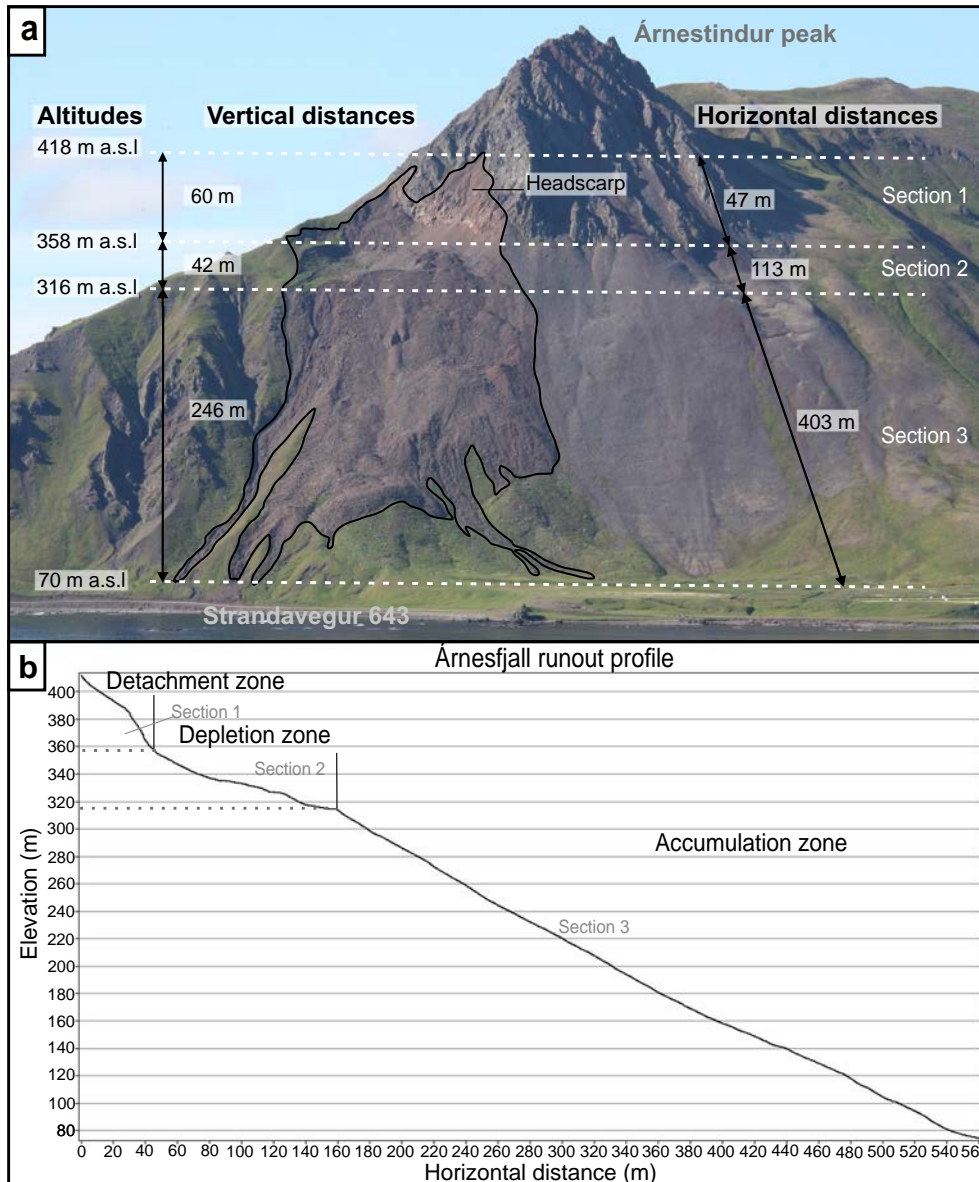 a
Árnestindur peak
Altitudes
Vertical distances
Horizontal distances
418 m a.s.l
Headscarp
60 m
47 m
Section 1
358 m a.s.l
42 m
113 m
Section 2
316 m a.s.l
246 m
403 m
Section 3
70 m a.s.l
Strandavegur 643
b
Árnesfjall runout profile
Detachment zone
Section 1
Depletion zone
Section 2
Accumulation zone
Section 3
Elevation (m)
400
380
360
340
320
300
280
260
240
220
200
180
160
140
120
100
80
0 20 40 60 80 100 120 140 160 180 200 220 240 260 280 300 320 340 360 380 400 420 440 460 480 500 520 540 560
Horizontal distance (m)